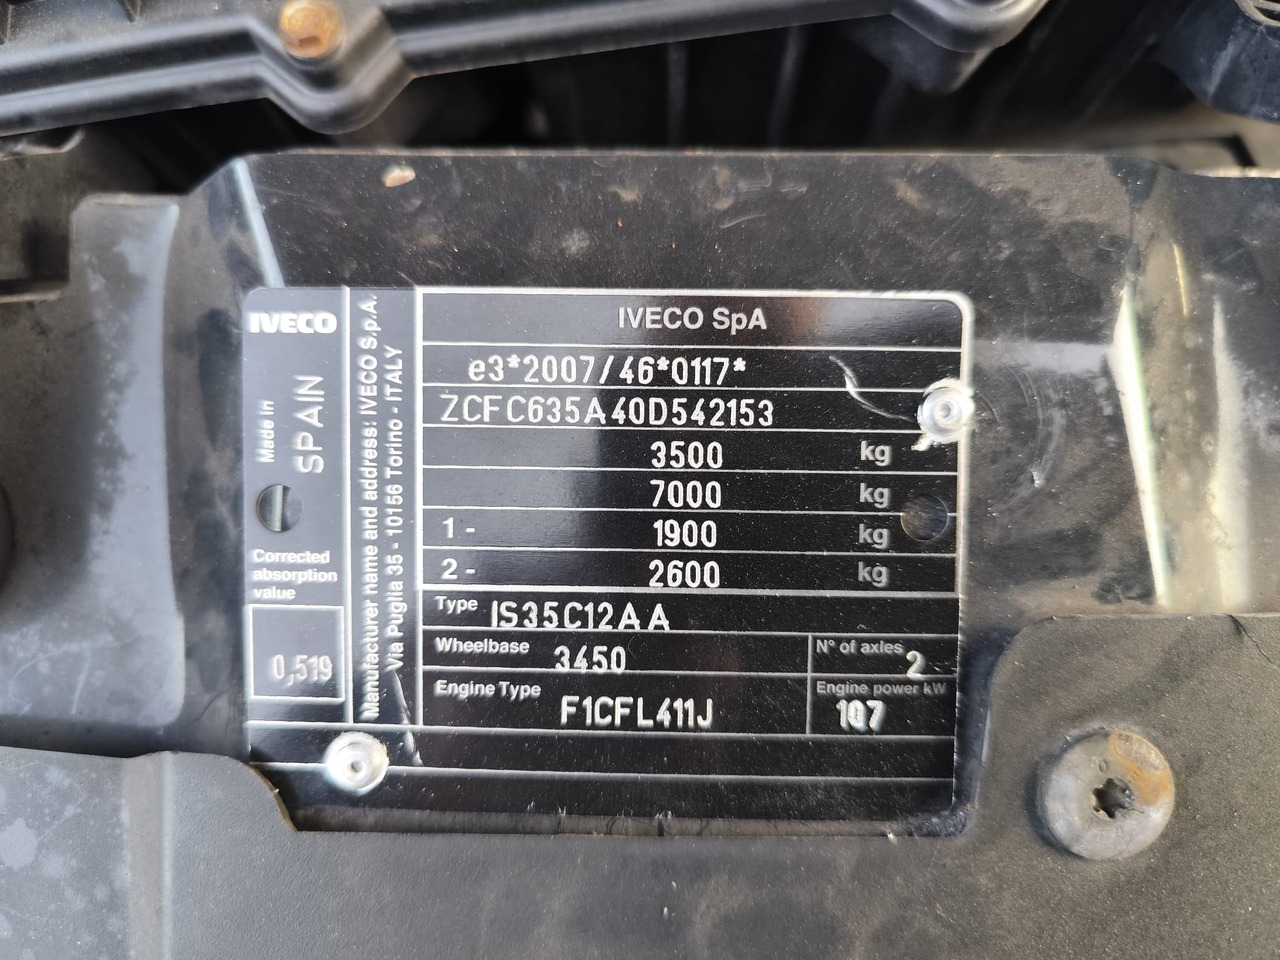 IVECO
Made in
SPAIN
Corrected
absorption
value
0,519
Manufacturer name and address: IVECO S.p.A.
Via Puglia 35 - 10156 Torino - ITALY
IVECO SpA
e3*2007/46*0117*
ZCFC635A40D542153
3500 kg
7000 kg
1- 1900 kg
2- 2600 kg
Type IS35C12AA
Wheelbase 3450
N° of axles 2
Engine Type F1CFL411J
Engine power kW 107